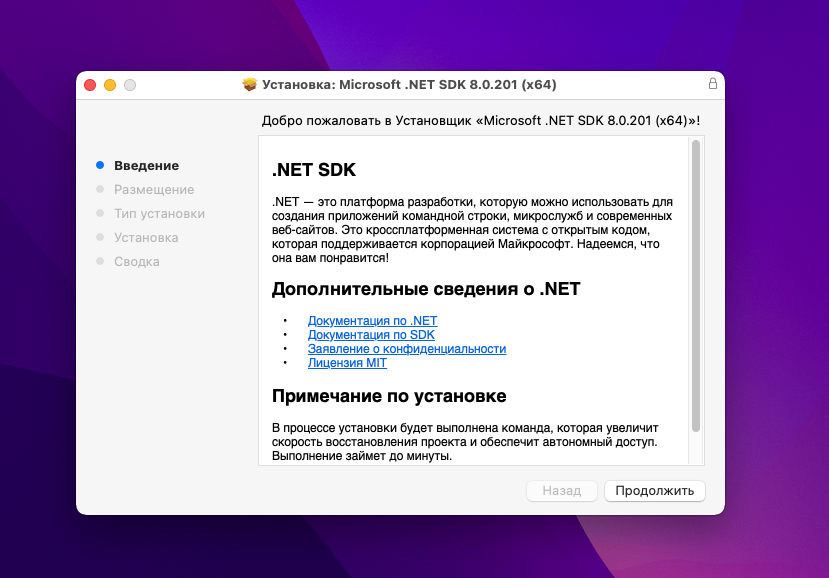 Установка: Microsoft .NET SDK 8.0.201 (x64)
Добро пожаловать в Установщик «Microsoft .NET SDK 8.0.201 (x64)»!
Введение
Размещение
Тип установки
Установка
Сводка
.NET SDK
.NET — это платформа разработки, которую можно использовать для
создания приложений командной строки, микрослужб и современных
веб-сайтов. Это кроссплатформенная система с открытым кодом,
которая поддерживается корпорацией Майкрософт. Надеемся, что
она вам понравится!
Дополнительные сведения о .NET
• Документация по .NET
• Документация по SDK
• Заявление о конфиденциальности
• Лицензия MIT
Примечание по установке
В процессе установки будет выполнена команда, которая увеличит
скорость восстановления проекта и обеспечит автономный доступ.
Выполнение займет до минуты.
Назад
Продолжить